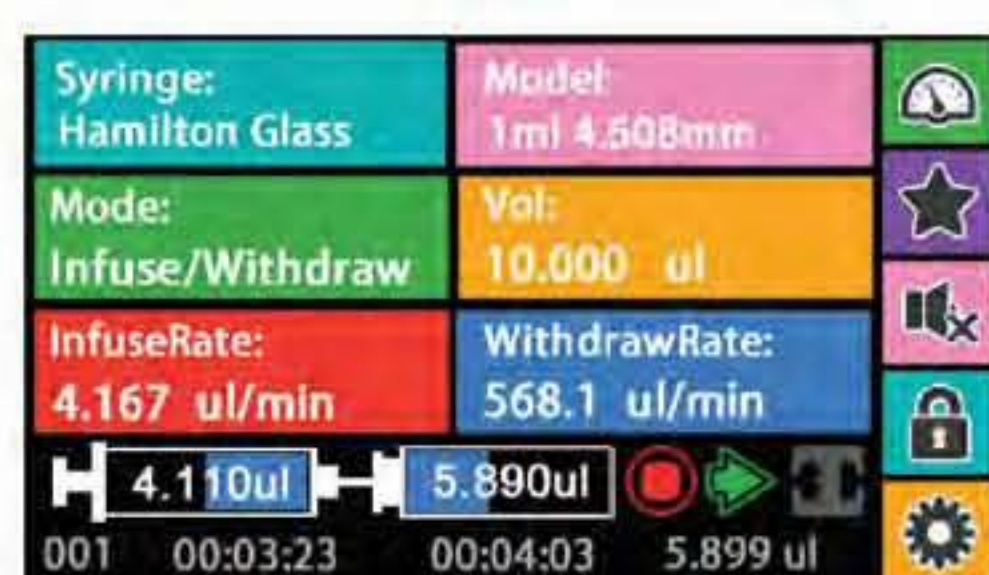 Syringe:
Hamilton Glass
Model:
1ml 4.608mm
Mode:
Infuse/Withdraw
Vol:
10.000 ul
InfuseRate:
4.167 ul/min
WithdrawRate:
568.1 ul/min
4.110ul 5.890ul
001 00:03:23 00:04:03 5.899 ul